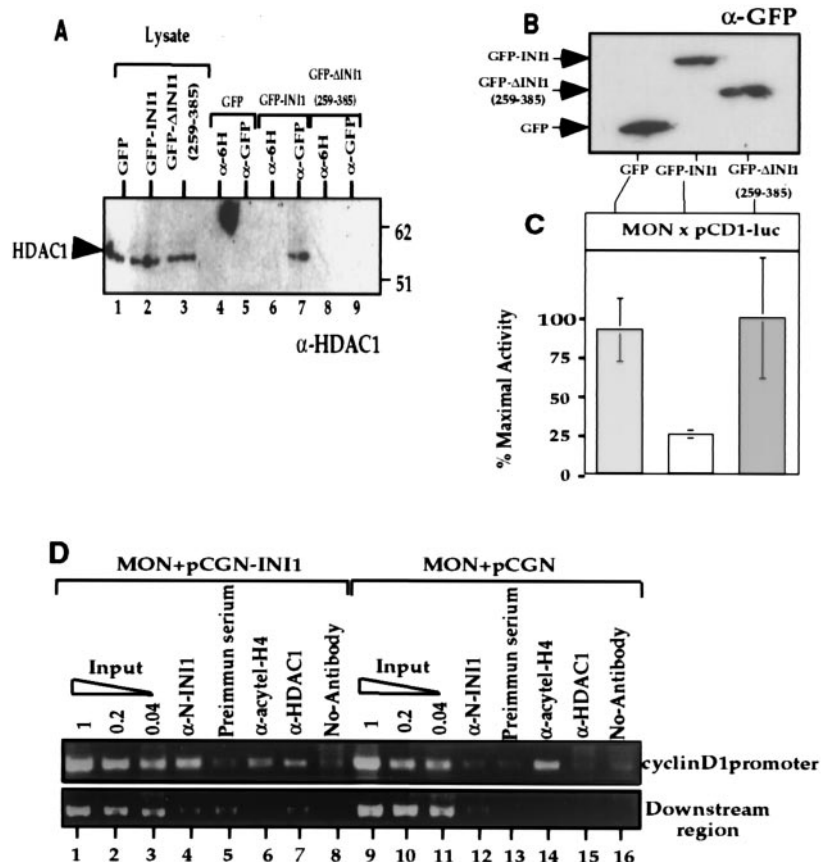 A
Lysate
GFP
GFP-INI1
GFP-ΔINI1
(259-385)
GFP
GFP-INI1
GFP-ΔINI1
(259-385)
α-6H
α-GFP
α-6H
α-GFP
α-6H
α-GFP
HDAC1
62
51
1 2 3 4 5 6 7 8 9
α-HDAC1
B
α-GFP
GFP-INI1
GFP-ΔINI1
(259-385)
GFP
GFP GFP-INI1 GFP-ΔINI1
(259-385)
C
MON x pCD1-luc
% Maximal Activity
100
75
50
25
0
D
MON+pCGN-INI1 MON+pCGN
Input
1
0.2
0.04
α-N-INI1
Preimmun serium
α-acytel-H4
α-HDAC1
No-Antibody
1
0.2
0.04
α-N-INI1
Preimmun serium
α-acytel-H4
α-HDAC1
No-Antibody
Input
cyclinD1promoter
Downstream
region
1 2 3 4 5 6 7 8 9 10 11 12 13 14 15 16